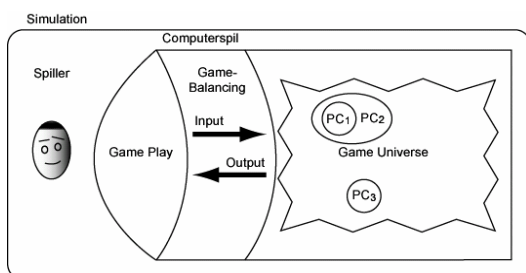 Simulation
Computerspil
Spiller
Game-
Balancing
Input
PC1
PC2
Game Play
Game Universe
Output
PC3